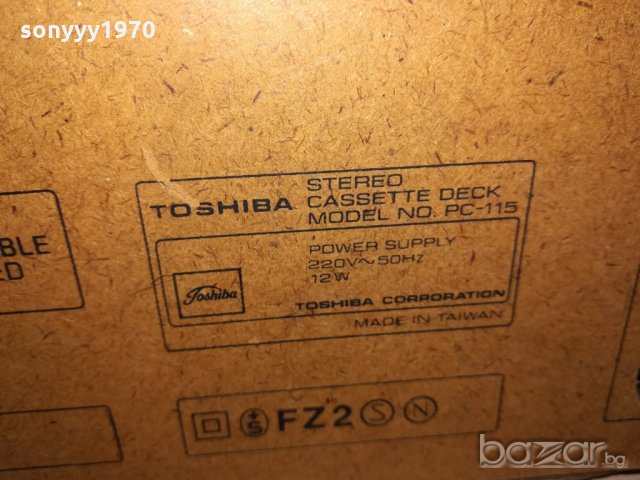 sonyyy1970
TOSHIBA
STEREO
CASSETTE DECK
MODEL NO. PC-115
BLE
ED
POWER SUPPLY
220V~50Hz
12W
Toshiba
TOSHIBA CORPORATION
MADE IN TAIWAN
S FZ2 S N
bazar.bg